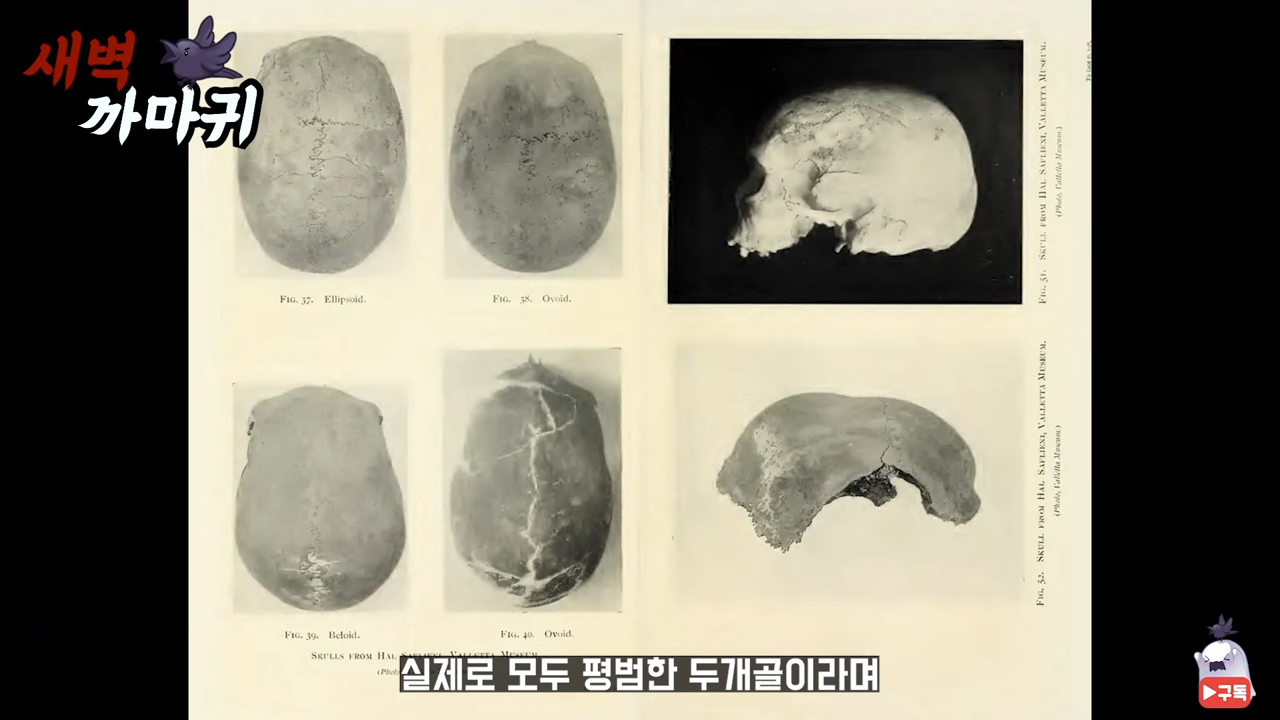 새벽
까마귀
FIG. 37. Ellipsoid.
FIG. 38. Ovoid.
FIG. 51. SKULL FROM HAL SAFLIENI, VALLETTA MUSEUM.
(Photo, Valletta Museum)
FIG. 39. Beloid.
FIG. 40. Ovoid.
FIG. 52. SKULL FROM HAL SAFLIENI, VALLETTA MUSEUM.
(Photo, Valletta Museum)
SKULLS FROM HAL SAFLIENI, VALLETTA MUSEUM.
실제로 모두 평범한 두개골이라며
구독